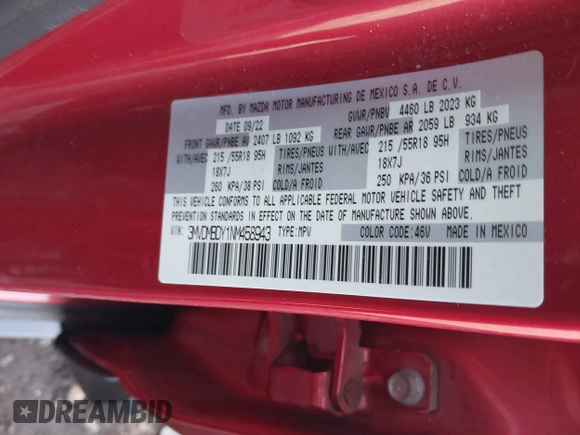 MFD. BY MAZDA MOTOR MANUFACTURING DE MEXICO S.A. DE C.V.
DATE 09/22 GVWR/PNBV 4460 LB 2023 KG
FRONT GAWR/PNBE AV 2407 LB 1092 KG REAR GAWR/PNBE AR 2059 LB 934 KG
WITH/AVEC 215 /55R18 95H TIRES/PNEUS WITH/AVEC 215 /55R18 95H TIRES/PNEUS
18X7J RIMS/JANTES 18X7J RIMS/JANTES
260 KPA/38 PSI COLD/A FROID 250 KPA/36 PSI COLD/A FROID
THIS VEHICLE CONFORMS TO ALL APPLICABLE FEDERAL MOTOR VEHICLE SAFETY AND THEFT
PREVENTION STANDARDS IN EFFECT ON THE DATE OF MANUFACTURE SHOWN ABOVE.
3MVDMBDY1NM458943 TYPE:MPV COLOR CODE:46V MADE IN MEXICO
DREAMBID